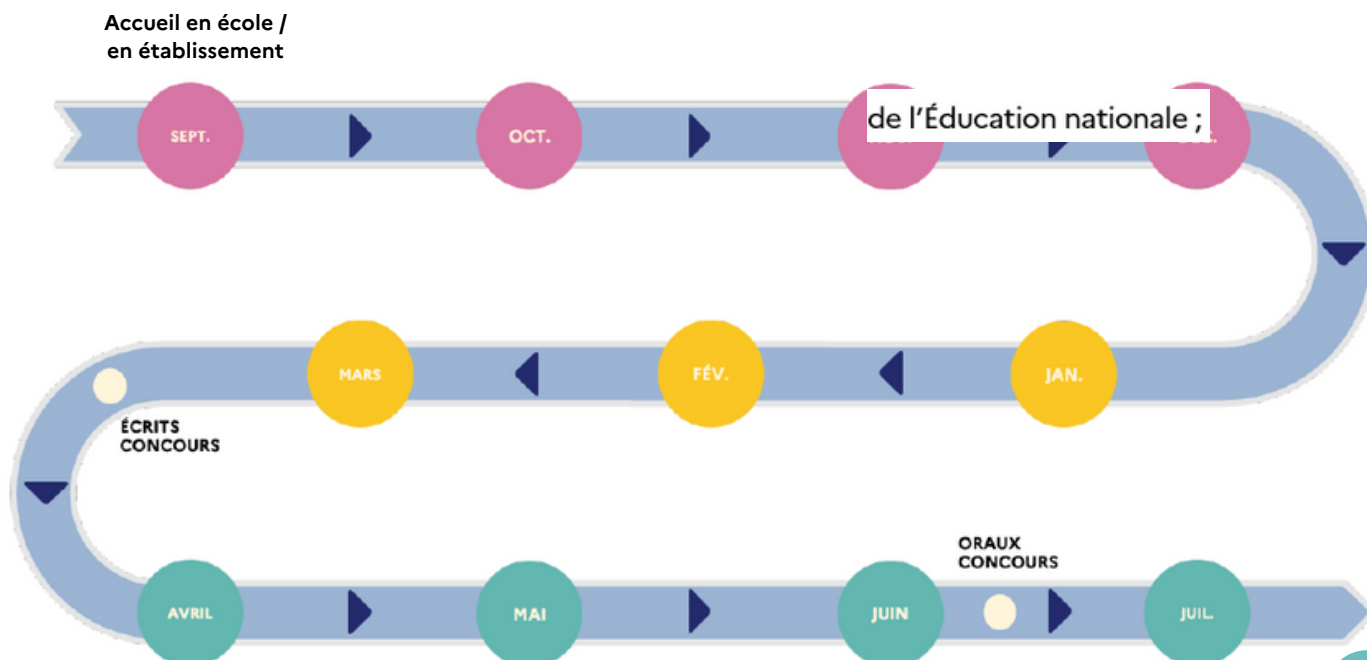 Accueil en école /
en établissement
SEPT.
OCT.
de l'Éducation nationale ;
JAN.
FÉV.
MARS
ÉCRITS
CONCOURS
ORAUX
CONCOURS
AVRIL
MAI
JUIN
JUIL.